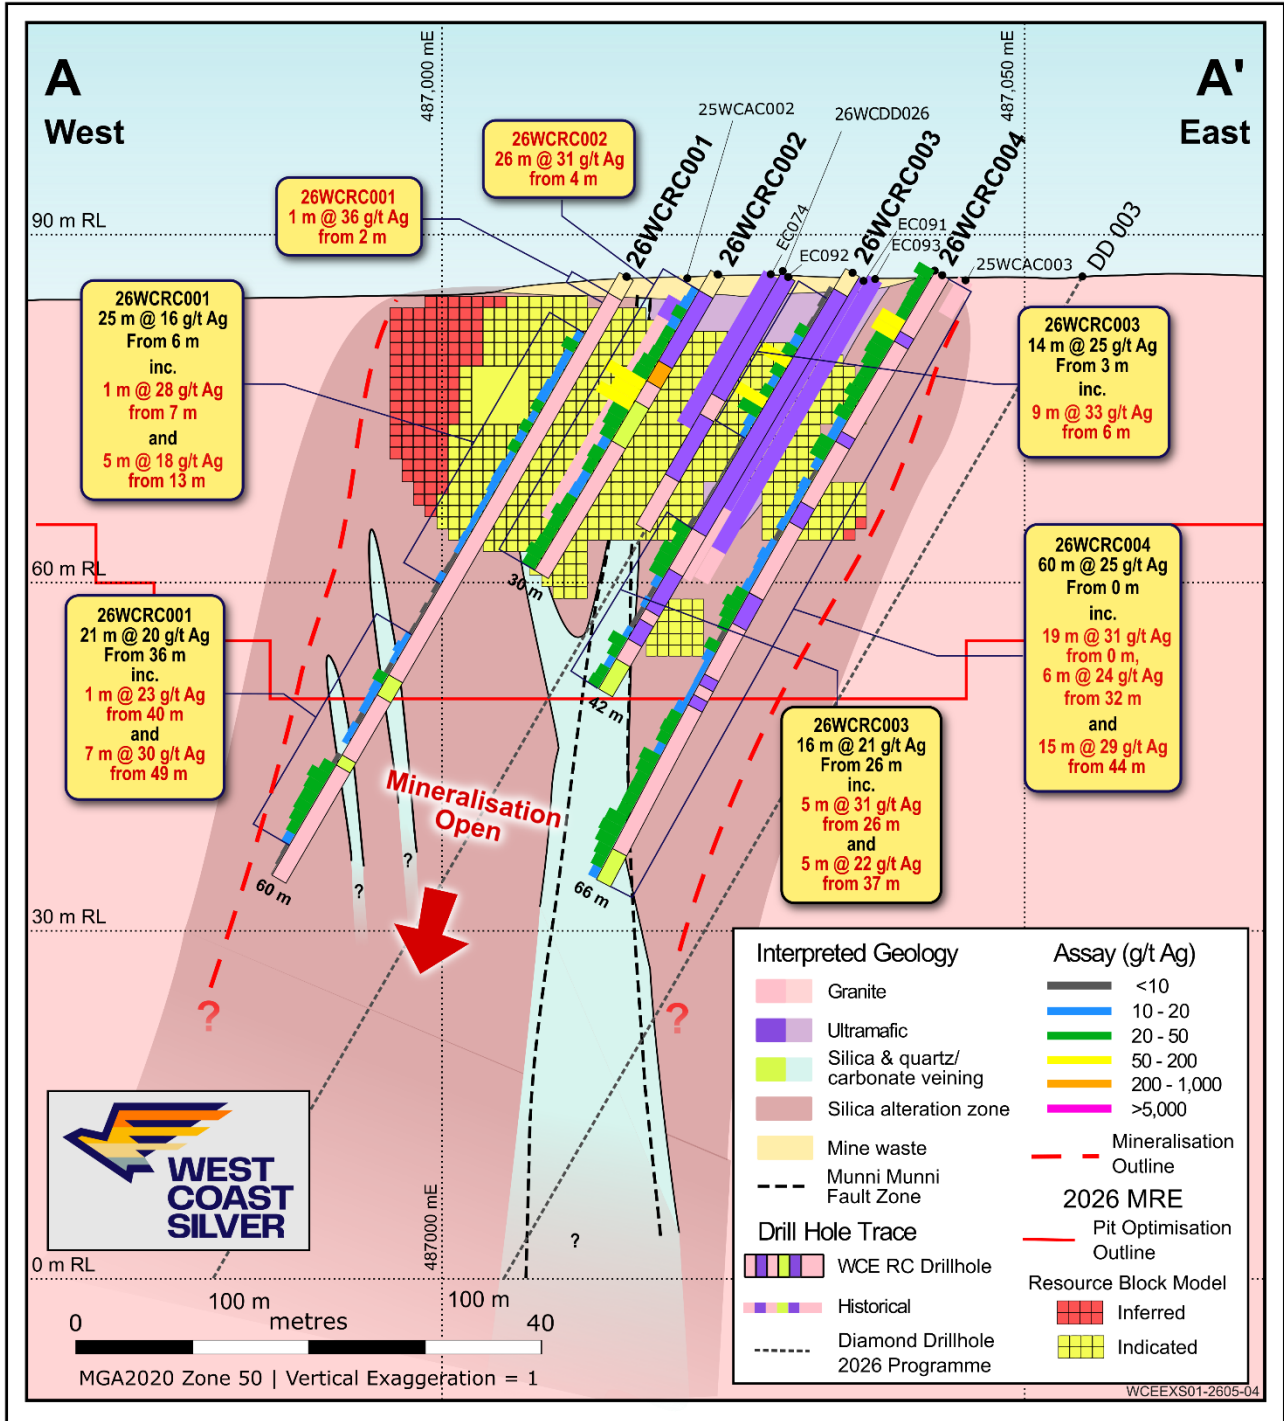 A
West
A'
East
487,000 mE
487,050 mE
90 m RL
60 m RL
30 m RL
0 m RL
26WCRC001
25WCAC002
26WCRC002
EC074
26WCDD026
EC092
26WCRC003
EC091
EC093
26WCRC004
25WCAC003
DD 003
26WCRC002
26 m @ 31 g/t Ag
from 4 m
26WCRC001
1 m @ 36 g/t Ag
from 2 m
26WCRC001
25 m @ 16 g/t Ag
From 6 m
inc.
1 m @ 28 g/t Ag
from 7 m
and
5 m @ 18 g/t Ag
from 13 m
26WCRC003
14 m @ 25 g/t Ag
From 3 m
inc.
9 m @ 33 g/t Ag
from 6 m
26WCRC004
60 m @ 25 g/t Ag
From 0 m
inc.
19 m @ 31 g/t Ag
from 0 m,
6 m @ 24 g/t Ag
from 32 m
and
15 m @ 29 g/t Ag
from 44 m
26WCRC001
21 m @ 20 g/t Ag
From 36 m
inc.
1 m @ 23 g/t Ag
from 40 m
and
7 m @ 30 g/t Ag
from 49 m
26WCRC003
16 m @ 21 g/t Ag
From 26 m
inc.
5 m @ 31 g/t Ag
from 26 m
and
5 m @ 22 g/t Ag
from 37 m
30 m
42 m
60 m
66 m
Mineralisation
Open
?
?
?
?
?
Interpreted Geology
Granite
Ultramafic
Silica & quartz/
carbonate veining
Silica alteration zone
Mine waste
Munni Munni
Fault Zone
Drill Hole Trace
WCE RC Drillhole
Historical
Diamond Drillhole
2026 Programme
Assay (g/t Ag)
<10
10 - 20
20 - 50
50 - 200
200 - 1,000
>5,000
Mineralisation
Outline
2026 MRE
Pit Optimisation
Outline
Resource Block Model
Inferred
Indicated
WEST
COAST
SILVER
487000 mE
100 m
100 m
metres
0
40
MGA2020 Zone 50 | Vertical Exaggeration = 1
WCEEXS01-2605-04